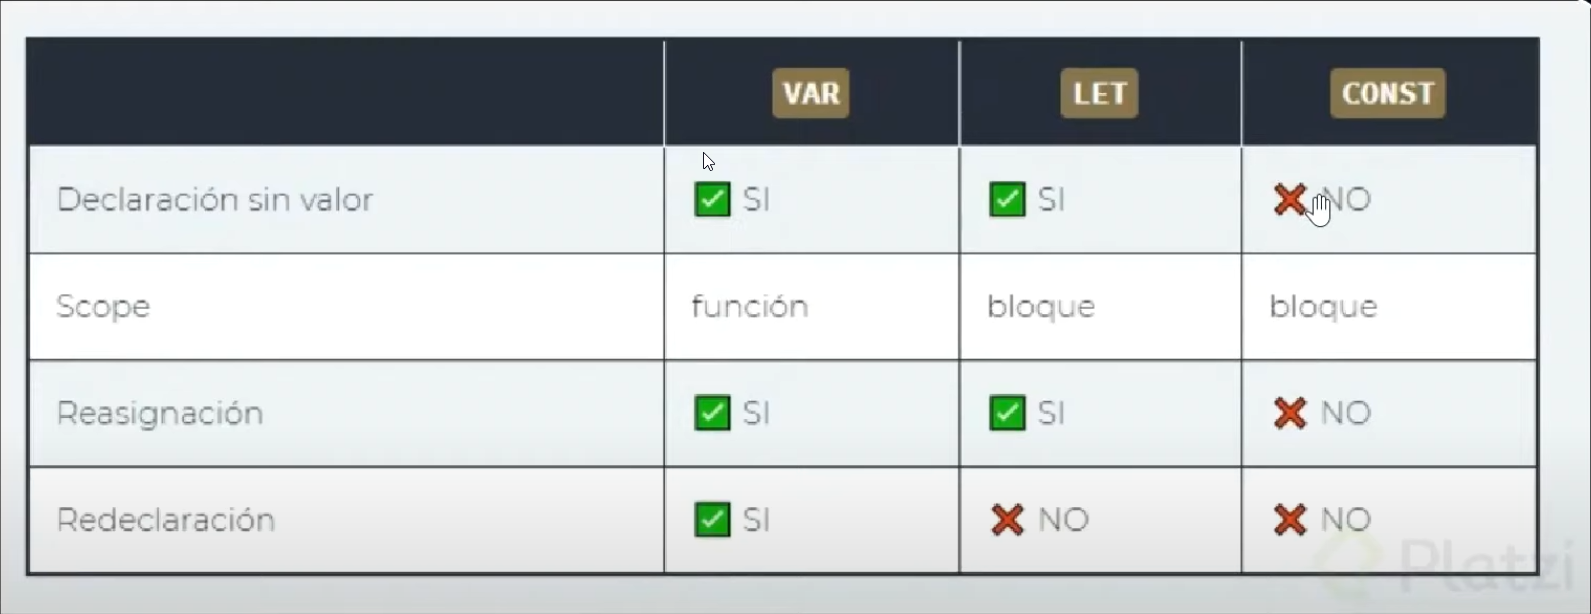 VAR LET CONST
Declaración sin valor SI SI NO
Scope función bloque bloque
Reasignación SI SI NO
Redeclaración SI NO NO
Platzi